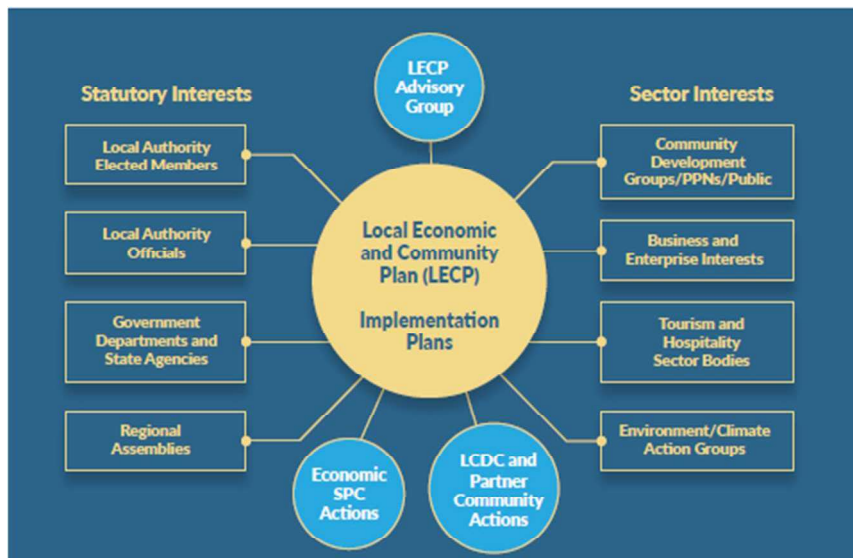 LECP
Advisory
Group
Statutory Interests
Local Authority
Elected Members
Local Authority
Officials
Government
Departments and
State Agencies
Regional
Assemblies
Local Economic
and Community
Plan (LECP)
Implementation
Plans
Sector Interests
Community
Development
Groups/PPNs/Public
Business and
Enterprise Interests
Tourism and
Hospitality
Sector Bodies
Environment/Climate
Action Groups
Economic
SPC
Actions
LCDC and
Partner
Community
Actions